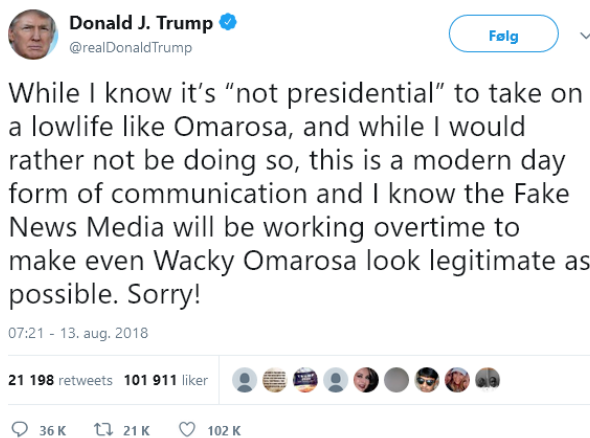 Donald J. Trump
@realDonaldTrump
Følg
While I know it's “not presidential” to take on
a lowlife like Omarosa, and while I would
rather not be doing so, this is a modern day
form of communication and I know the Fake
News Media will be working overtime to
make even Wacky Omarosa look legitimate as
possible. Sorry!
07:21 - 13. aug. 2018
21 198 retweets 101 911 liker
36 K 21 K 102 K